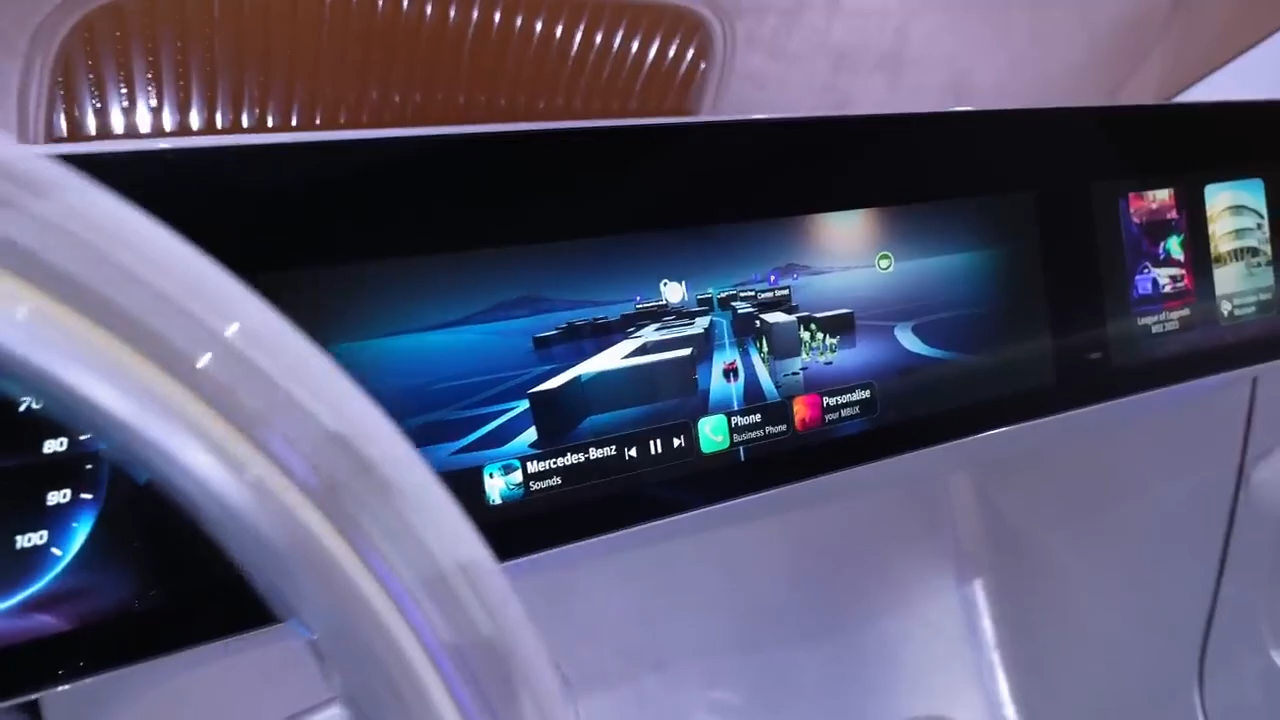 70
80
90
100
Center Street
Mercedes-Benz
Sounds
Phone
Business Phone
Personalise
your MBUX
League of Legends
MSI 2023
P